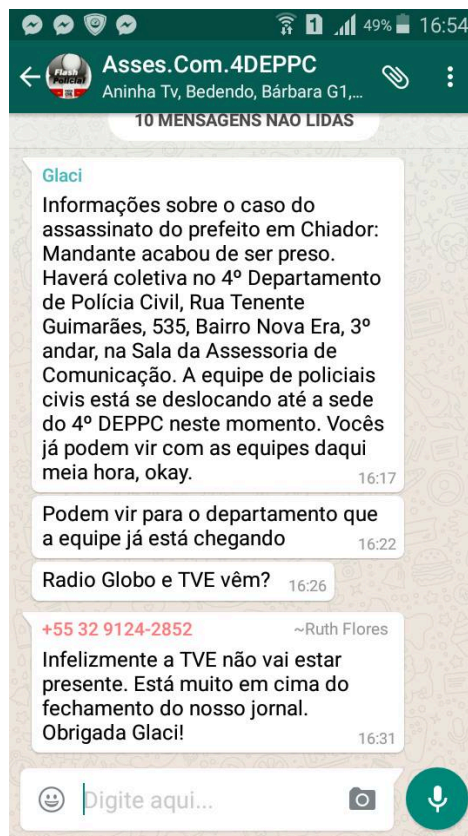 1 49% 16:54
Flash
Policial
Asses.Com.4DEPPC
Aninha Tv, Bedendo, Bárbara G1,...
10 MENSAGENS NÃO LIDAS
Glaci
Informações sobre o caso do
assassinato do prefeito em Chiador:
Mandante acabou de ser preso.
Haverá coletiva no 4º Departamento
de Polícia Civil, Rua Tenente
Guimarães, 535, Bairro Nova Era, 3º
andar, na Sala da Assessoria de
Comunicação. A equipe de policiais
civis está se deslocando até a sede
do 4º DEPPC neste momento. Vocês
já podem vir com as equipes daqui
meia hora, okay.
16:17
Podem vir para o departamento que
a equipe já está chegando
16:22
Radio Globo e TVE vêm? 16:26
+55 32 9124-2852 ~Ruth Flores
Infelizmente a TVE não vai estar
presente. Está muito em cima do
fechamento do nosso jornal.
Obrigada Glaci!
16:31
Digite aqui...